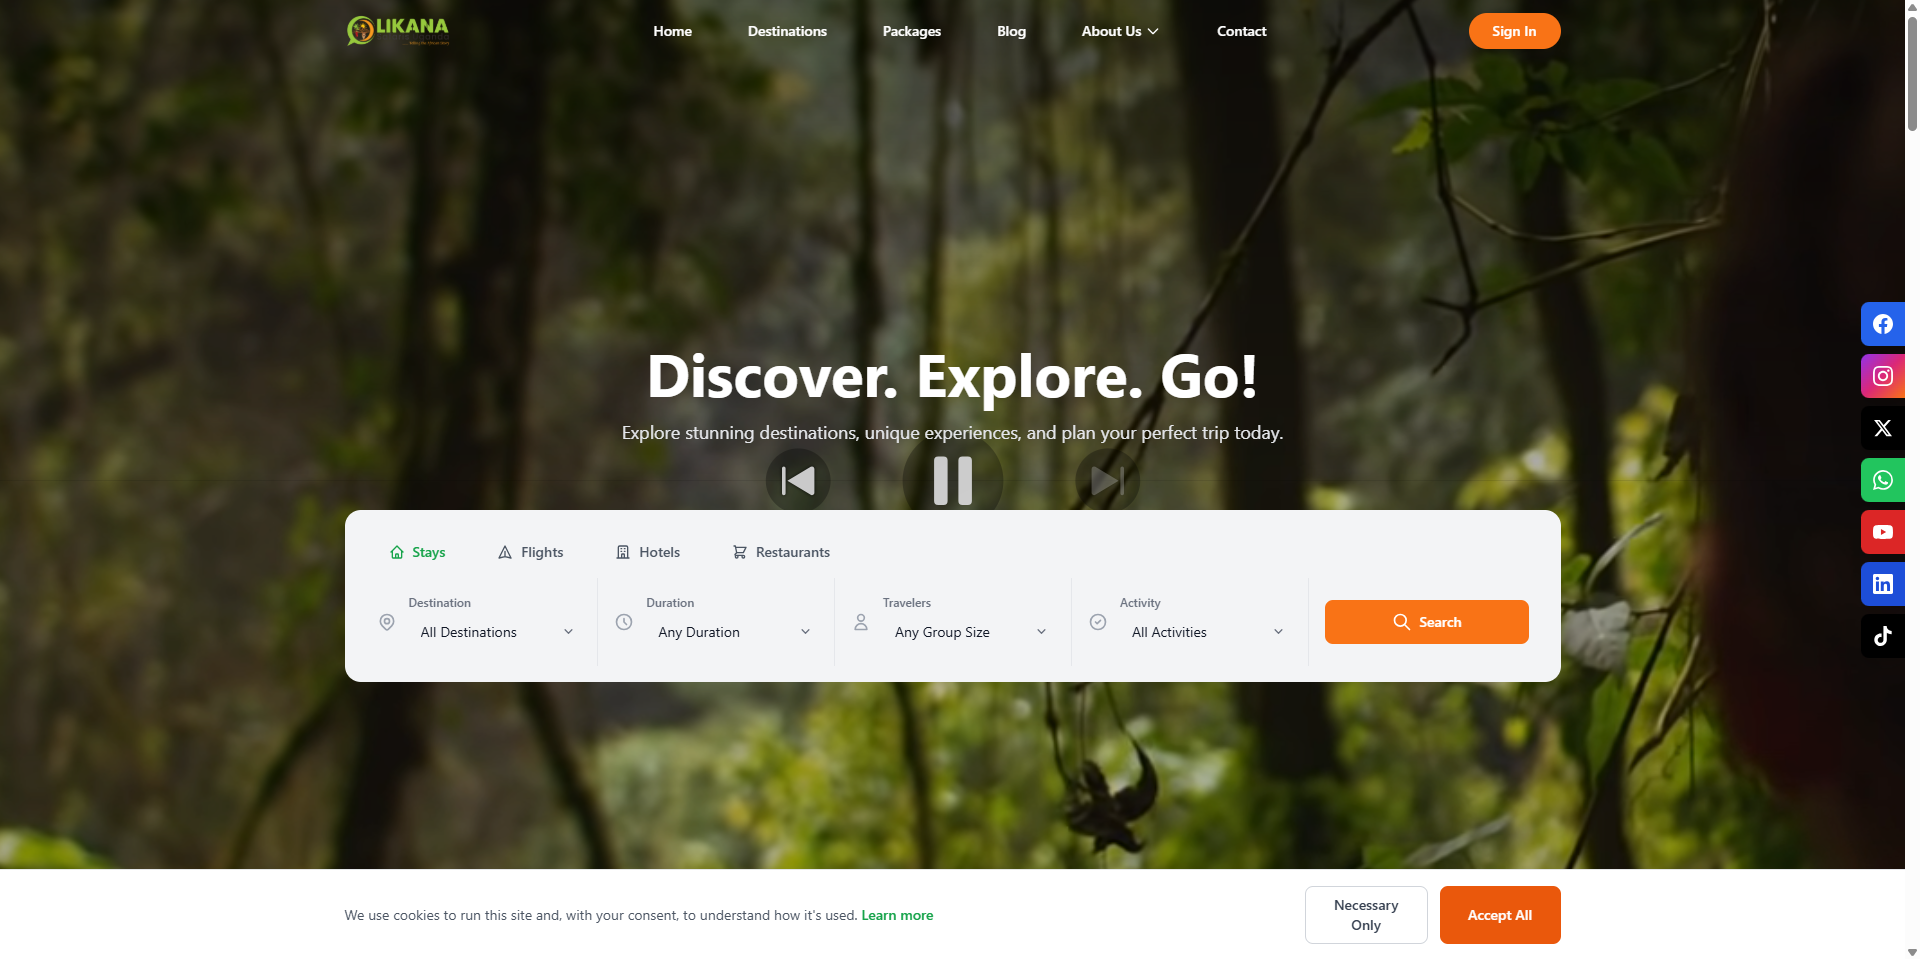 LIKANA
Home
Destinations
Packages
Blog
About Us
Contact
Sign In
Discover. Explore. Go!
Explore stunning destinations, unique experiences, and plan your perfect trip today.
Stays
Flights
Hotels
Restaurants
Destination
All Destinations
Duration
Any Duration
Travelers
Any Group Size
Activity
All Activities
Search
We use cookies to run this site and, with your consent, to understand how it's used. Learn more
Necessary
Only
Accept All